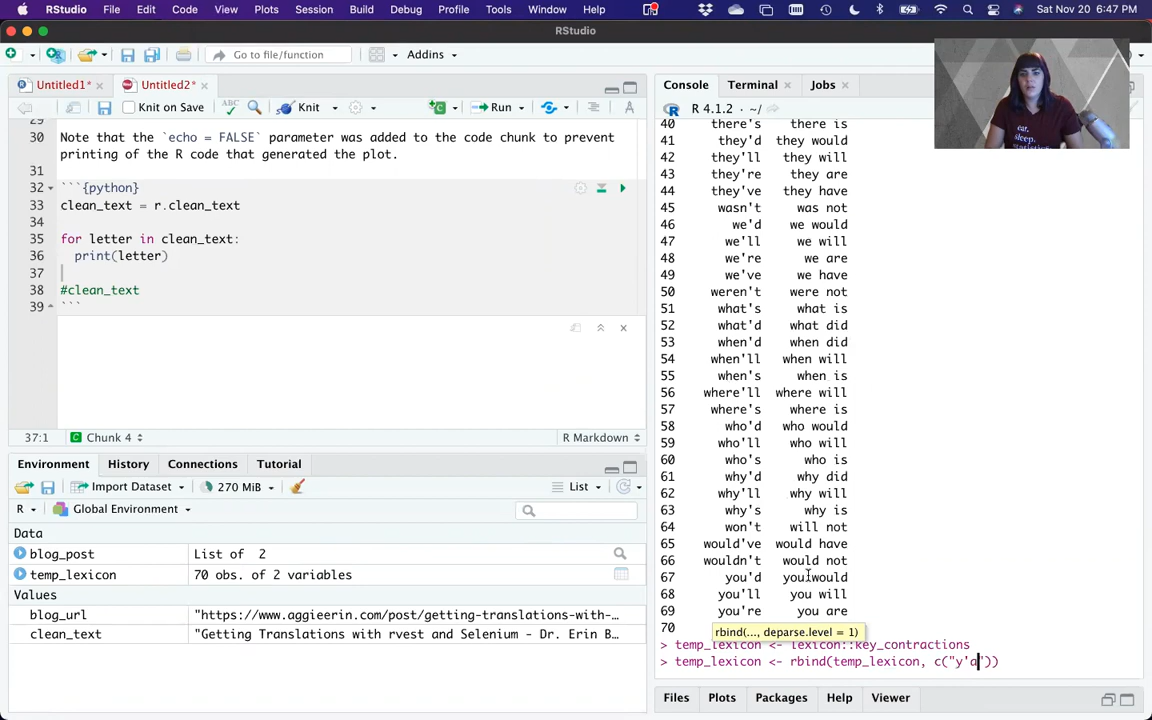 RStudio File Edit Code View Plots Session Build Debug Profile Tools Window Help Sat Nov 20 6:47 PM
RStudio
Go to file/function Addins
Untitled1* Untitled2*
Knit on Save ABC Knit Run
29
30 Note that the `echo = FALSE` parameter was added to the code chunk to prevent
printing of the R code that generated the plot.
31
32 ```{python}
33 clean_text = r.clean_text
34
35 for letter in clean_text:
36 print(letter)
37
38 #clean_text
39 ```
37:1 Chunk 4 R Markdown
Environment History Connections Tutorial
Import Dataset 270 MiB List
R Global Environment
Data
blog_post List of 2
temp_lexicon 70 obs. of 2 variables
Values
blog_url "https://www.aggieerin.com/post/getting-translations-with-…
clean_text "Getting Translations with rvest and Selenium - Dr. Erin B…
Console Terminal Jobs
R 4.1.2 · ~/
40 there's there is
41 they'd they would
42 they'll they will
43 they're they are
44 they've they have
45 wasn't was not
46 we'd we would
47 we'll we will
48 we're we are
49 we've we have
50 weren't were not
51 what's what is
52 what'd what did
53 when'd when did
54 when'll when will
55 when's when is
56 where'll where will
57 where's where is
58 who'd who would
59 who'll who will
60 who's who is
61 why'd why did
62 why'll why will
63 why's why is
64 won't will not
65 would've would have
66 wouldn't would not
67 you'd you would
68 you'll you will
69 you're you are
70
rbind(..., deparse.level = 1)
> temp_lexicon <- lexicon::key_contractions
> temp_lexicon <- rbind(temp_lexicon, c("y'a"))
Files Plots Packages Help Viewer